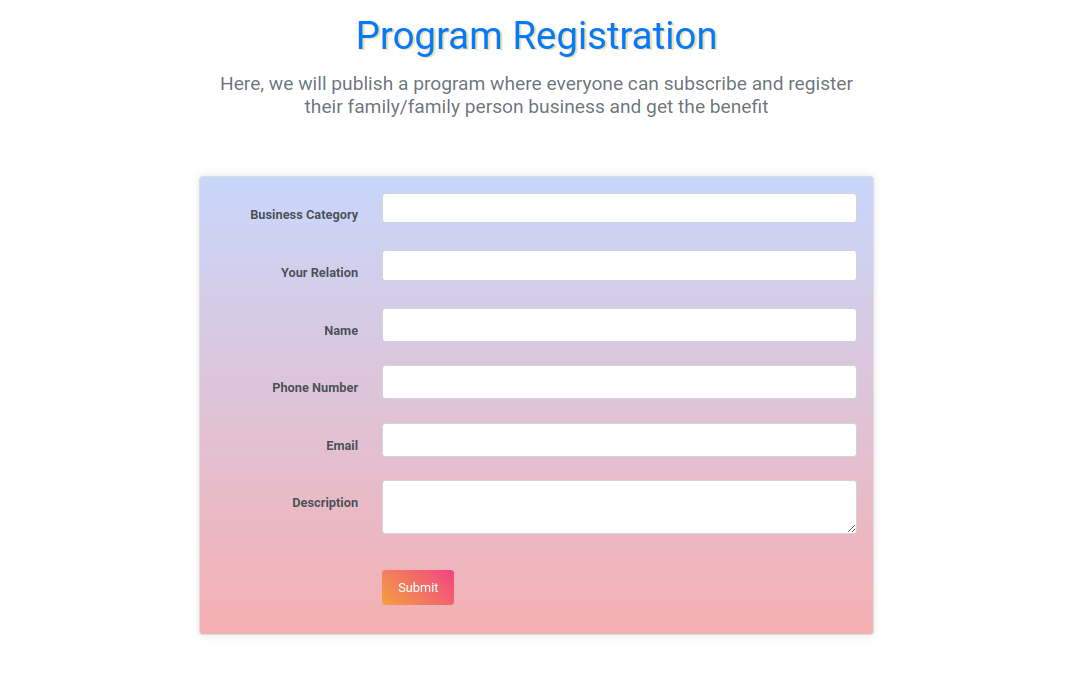 Program Registration
Here, we will publish a program where everyone can subscribe and register
their family/family person business and get the benefit
Business Category
Your Relation
Name
Phone Number
Email
Description
Submit